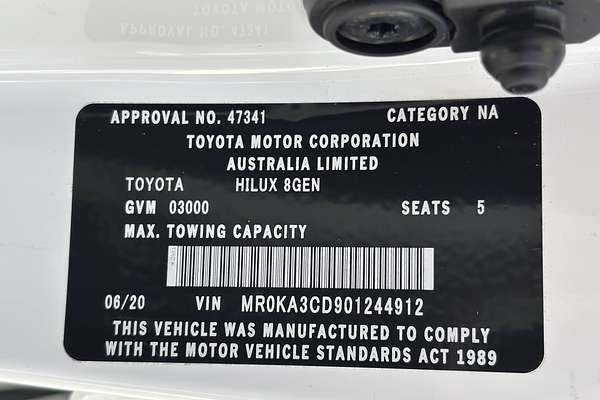 APPROVAL NO. 47341 CATEGORY NA
TOYOTA MOTOR CORPORATION
AUSTRALIA LIMITED
TOYOTA HILUX 8GEN
GVM 03000 SEATS 5
MAX. TOWING CAPACITY
06/20 VIN MR0KA3CD901244912
THIS VEHICLE WAS MANUFACTURED TO COMPLY
WITH THE MOTOR VEHICLE STANDARDS ACT 1989